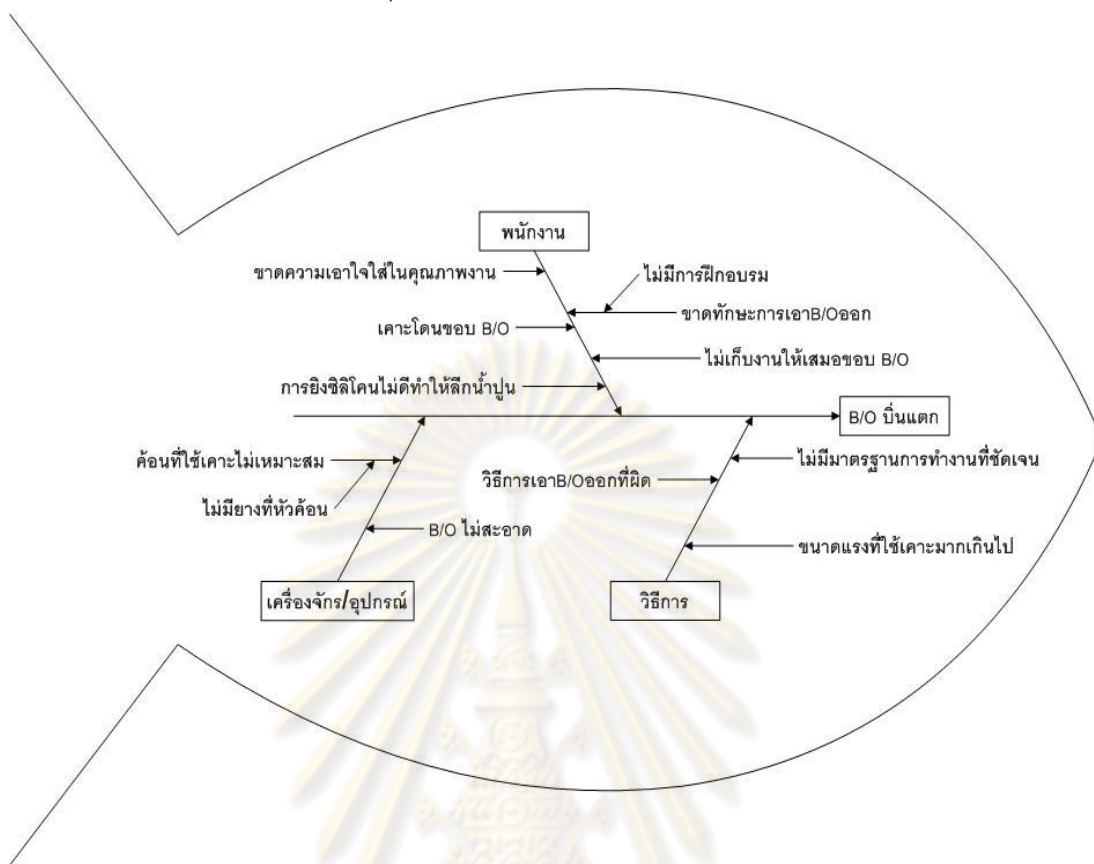 พนักงาน
ขาดความเอาใจใส่ในคุณภาพงาน
ไม่มีการฝึกอบรม
ขาดทักษะการเอาB/Oออก
เคาะโดนขอบ B/O
ไม่เก็บงานให้เสมอขอบ B/O
การยิงซิลิโคนไม่ดีทำให้ลีกน้ำปูน
B/O บิ่นแตก
ค้อนที่ใช้เคาะไม่เหมาะสม
ไม่มียางที่หัวค้อน
B/O ไม่สะอาด
เครื่องจักร/อุปกรณ์
ไม่มีมาตรฐานการทำงานที่ชัดเจน
วิธีการเอาB/Oออกที่ผิด
ขนาดแรงที่ใช้เคาะมากเกินไป
วิธีการ